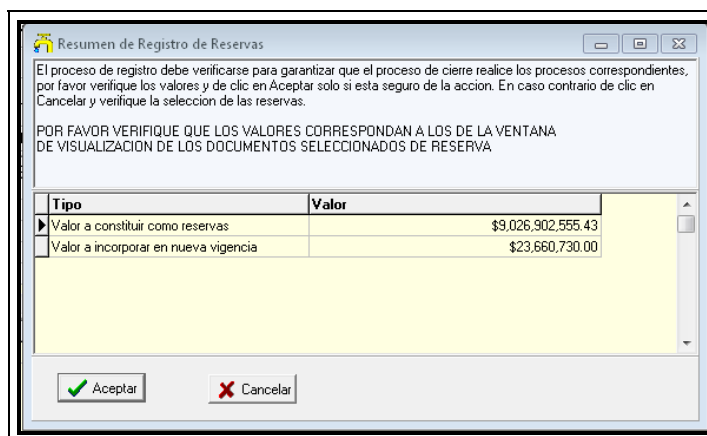 Resumen de Registro de Reservas
El proceso de registro debe verificarse para garantizar que el proceso de cierre realice los procesos correspondientes,
por favor verifique los valores y de clic en Aceptar solo si esta seguro de la accion. En caso contrario de clic en
Cancelar y verifique la seleccion de las reservas.
POR FAVOR VERIFIQUE QUE LOS VALORES CORRESPONDAN A LOS DE LA VENTANA
DE VISUALIZACION DE LOS DOCUMENTOS SELECCIONADOS DE RESERVA
Tipo Valor
Valor a constituir como reservas $9,026,902,555.43
Valor a incorporar en nueva vigencia $23,660,730.00
Aceptar Cancelar